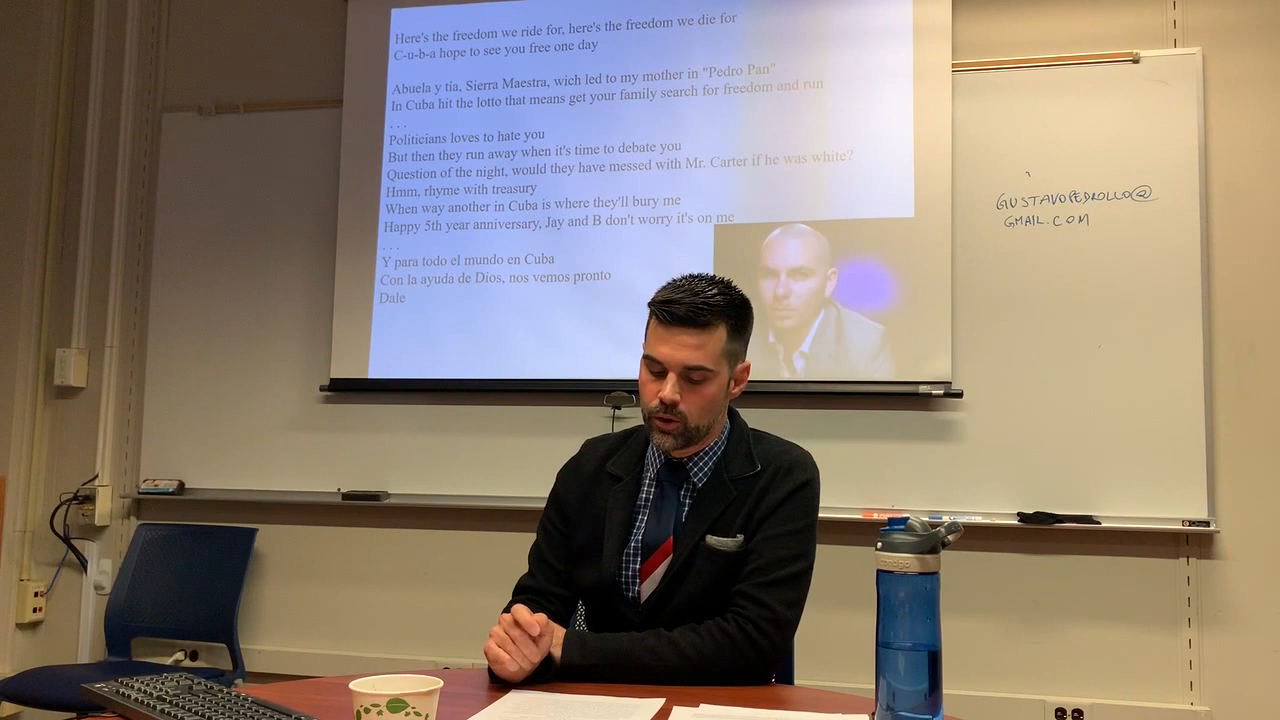 Here's the freedom we ride for, here's the freedom we die for
C-u-b-a hope to see you free one day
Abuela y tía, Sierra Maestra, wich led to my mother in "Pedro Pan"
In Cuba hit the lotto that means get your family search for freedom and run
. . .
Politicians loves to hate you
But then they run away when it's time to debate you
Question of the night, would they have messed with Mr. Carter if he was white?
Hmm, rhyme with treasury
When way another in Cuba is where they'll bury me
Happy 5th year anniversary, Jay and B don't worry it's on me
. . .
Y para todo el mundo en Cuba
Con la ayuda de Dios, nos vemos pronto
Dale
GUSTAVOPEDROLLO@
GMAIL.COM
contigo